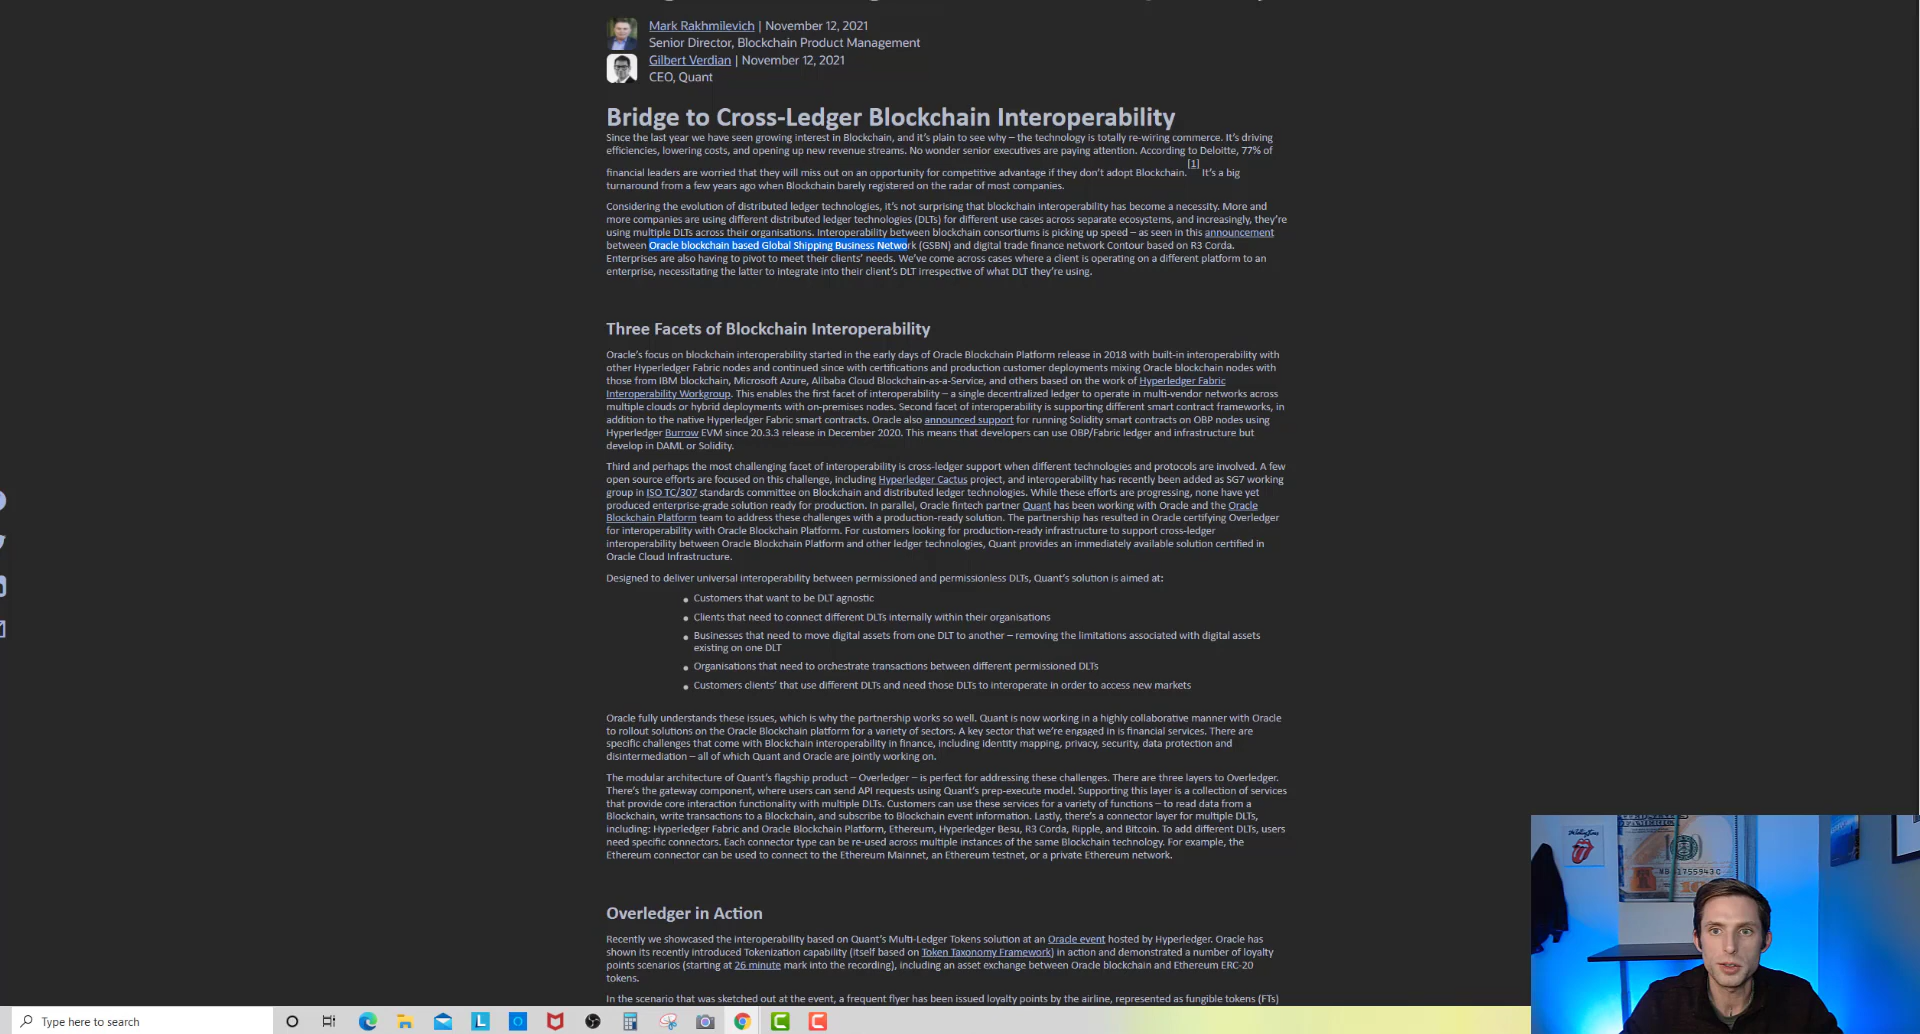 Mark Rakhmilevich | November 12, 2021
Senior Director, Blockchain Product Management
Gilbert Verdian | November 12, 2021
CEO, Quant
Bridge to Cross-Ledger Blockchain Interoperability
Since the last year we have seen growing interest in Blockchain, and it's plain to see why – the technology is totally re-wiring commerce. It's driving
efficiencies, lowering costs, and opening up new revenue streams. No wonder senior executives are paying attention. According to Deloitte, 77% of
financial leaders are worried that they will miss out on an opportunity for competitive advantage if they don't adopt Blockchain.[1] It's a big
turnaround from a few years ago when Blockchain barely registered on the radar of most companies.
Considering the evolution of distributed ledger technologies, it's not surprising that blockchain interoperability has become a necessity. More and
more companies are using different distributed ledger technologies (DLTs) for different use cases across separate ecosystems, and increasingly, they're
using multiple DLTs across their organisations. Interoperability between blockchain consortiums is picking up speed – as seen in this announcement
between Oracle blockchain based Global Shipping Business Network (GSBN) and digital trade finance network Contour based on R3 Corda.
Enterprises are also having to pivot to meet their clients' needs. We've come across cases where a client is operating on a different platform to an
enterprise, necessitating the latter to integrate into their client's DLT irrespective of what DLT they're using.
Three Facets of Blockchain Interoperability
Oracle's focus on blockchain interoperability started in the early days of Oracle Blockchain Platform release in 2018 with built-in interoperability with
other Hyperledger Fabric nodes and continued since with certifications and production customer deployments mixing Oracle blockchain nodes with
those from IBM blockchain, Microsoft Azure, Alibaba Cloud Blockchain-as-a-Service, and others based on the work of Hyperledger Fabric
Interoperability Workgroup. This enables the first facet of interoperability – a single decentralized ledger to operate in multi-vendor networks across
multiple clouds or hybrid deployments with on-premises nodes. Second facet of interoperability is supporting different smart contract frameworks, in
addition to the native Hyperledger Fabric smart contracts. Oracle also announced support for running Solidity smart contracts on OBP nodes using
Hyperledger Burrow EVM since 20.3.3 release in December 2020. This means that developers can use OBP/Fabric ledger and infrastructure but
develop in DAML or Solidity.
Third and perhaps the most challenging facet of interoperability is cross-ledger support when different technologies and protocols are involved. A few
open source efforts are focused on this challenge, including Hyperledger Cactus project, and interoperability has recently been added as SG7 working
group in ISO TC/307 standards committee on Blockchain and distributed ledger technologies. While these efforts are progressing, none have yet
produced enterprise-grade solution ready for production. In parallel, Oracle fintech partner Quant has been working with Oracle and the Oracle
Blockchain Platform team to address these challenges with a production-ready solution. The partnership has resulted in Oracle certifying Overledger
for interoperability with Oracle Blockchain Platform. For customers looking for production-ready infrastructure to support cross-ledger
interoperability between Oracle Blockchain Platform and other ledger technologies, Quant provides an immediately available solution certified in
Oracle Cloud Infrastructure.
Designed to deliver universal interoperability between permissioned and permissionless DLTs, Quant's solution is aimed at:
• Customers that want to be DLT agnostic
• Clients that need to connect different DLTs internally within their organisations
• Businesses that need to move digital assets from one DLT to another – removing the limitations associated with digital assets
existing on one DLT
• Organisations that need to orchestrate transactions between different permissioned DLTs
• Customers clients' that use different DLTs and need those DLTs to interoperate in order to access new markets
Oracle fully understands these issues, which is why the partnership works so well. Quant is now working in a highly collaborative manner with Oracle
to rollout solutions on the Oracle Blockchain platform for a variety of sectors. A key sector that we're engaged in is financial services. There are
specific challenges that come with Blockchain interoperability in finance, including identity mapping, privacy, security, data protection and
disintermediation – all of which Quant and Oracle are jointly working on.
The modular architecture of Quant's flagship product – Overledger – is perfect for addressing these challenges. There are three layers to Overledger.
There's the gateway component, where users can send API requests using Quant's prep-execute model. Supporting this layer is a collection of services
that provide core interaction functionality with multiple DLTs. Customers can use these services for a variety of functions – to read data from a
Blockchain, write transactions to a Blockchain, and subscribe to Blockchain event information. Lastly, there's a connector layer for multiple DLTs,
including: Hyperledger Fabric and Oracle Blockchain Platform, Ethereum, Hyperledger Besu, R3 Corda, Ripple, and Bitcoin. To add different DLTs, users
need specific connectors. Each connector type can be re-used across multiple instances of the same Blockchain technology. For example, the
Ethereum connector can be used to connect to the Ethereum Mainnet, an Ethereum testnet, or a private Ethereum network.
Overledger in Action
Recently we showcased the interoperability based on Quant's Multi-Ledger Tokens solution at an Oracle event hosted by Hyperledger. Oracle has
shown its recently introduced Tokenization capability (itself based on Token Taxonomy Framework) in action and demonstrated a number of loyalty
points scenarios (starting at 26 minute mark into the recording), including an asset exchange between Oracle blockchain and Ethereum ERC-20
tokens.
In the scenario that was sketched out at the event, a frequent flyer has been issued loyalty points by the airline, represented as fungible tokens (FTs)
Type here to search